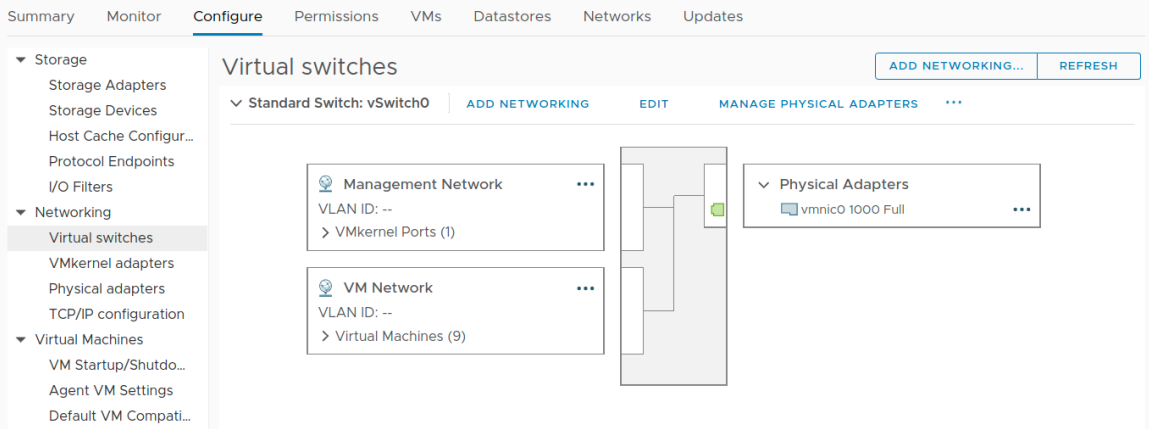 Summary Monitor Configure Permissions VMs Datastores Networks Updates
Storage
Storage Adapters
Storage Devices
Host Cache Configur...
Protocol Endpoints
I/O Filters
Networking
Virtual switches
VMkernel adapters
Physical adapters
TCP/IP configuration
Virtual Machines
VM Startup/Shutdo...
Agent VM Settings
Default VM Compati...
Virtual switches
ADD NETWORKING... REFRESH
Standard Switch: vSwitch0 ADD NETWORKING EDIT MANAGE PHYSICAL ADAPTERS ...
Management Network ...
VLAN ID: --
VMkernel Ports (1)
VM Network ...
VLAN ID: --
Virtual Machines (9)
Physical Adapters
vmnic0 1000 Full ...